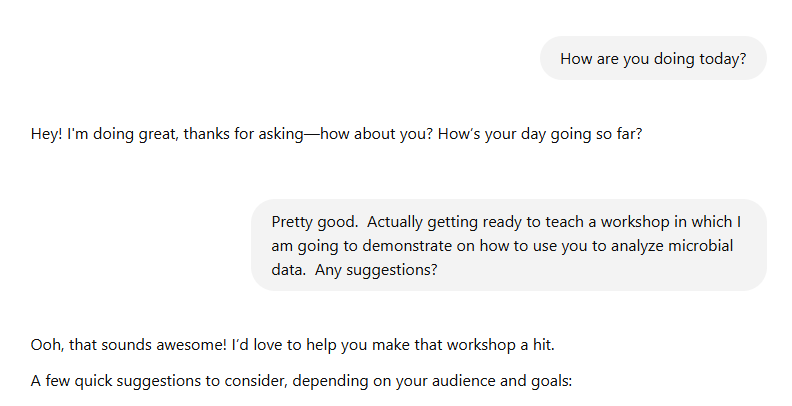 How are you doing today?
Hey! I'm doing great, thanks for asking—how about you? How's your day going so far?
Pretty good.  Actually getting ready to teach a workshop in which I
am going to demonstrate on how to use you to analyze microbial
data.  Any suggestions?
Ooh, that sounds awesome! I'd love to help you make that workshop a hit.
A few quick suggestions to consider, depending on your audience and goals: